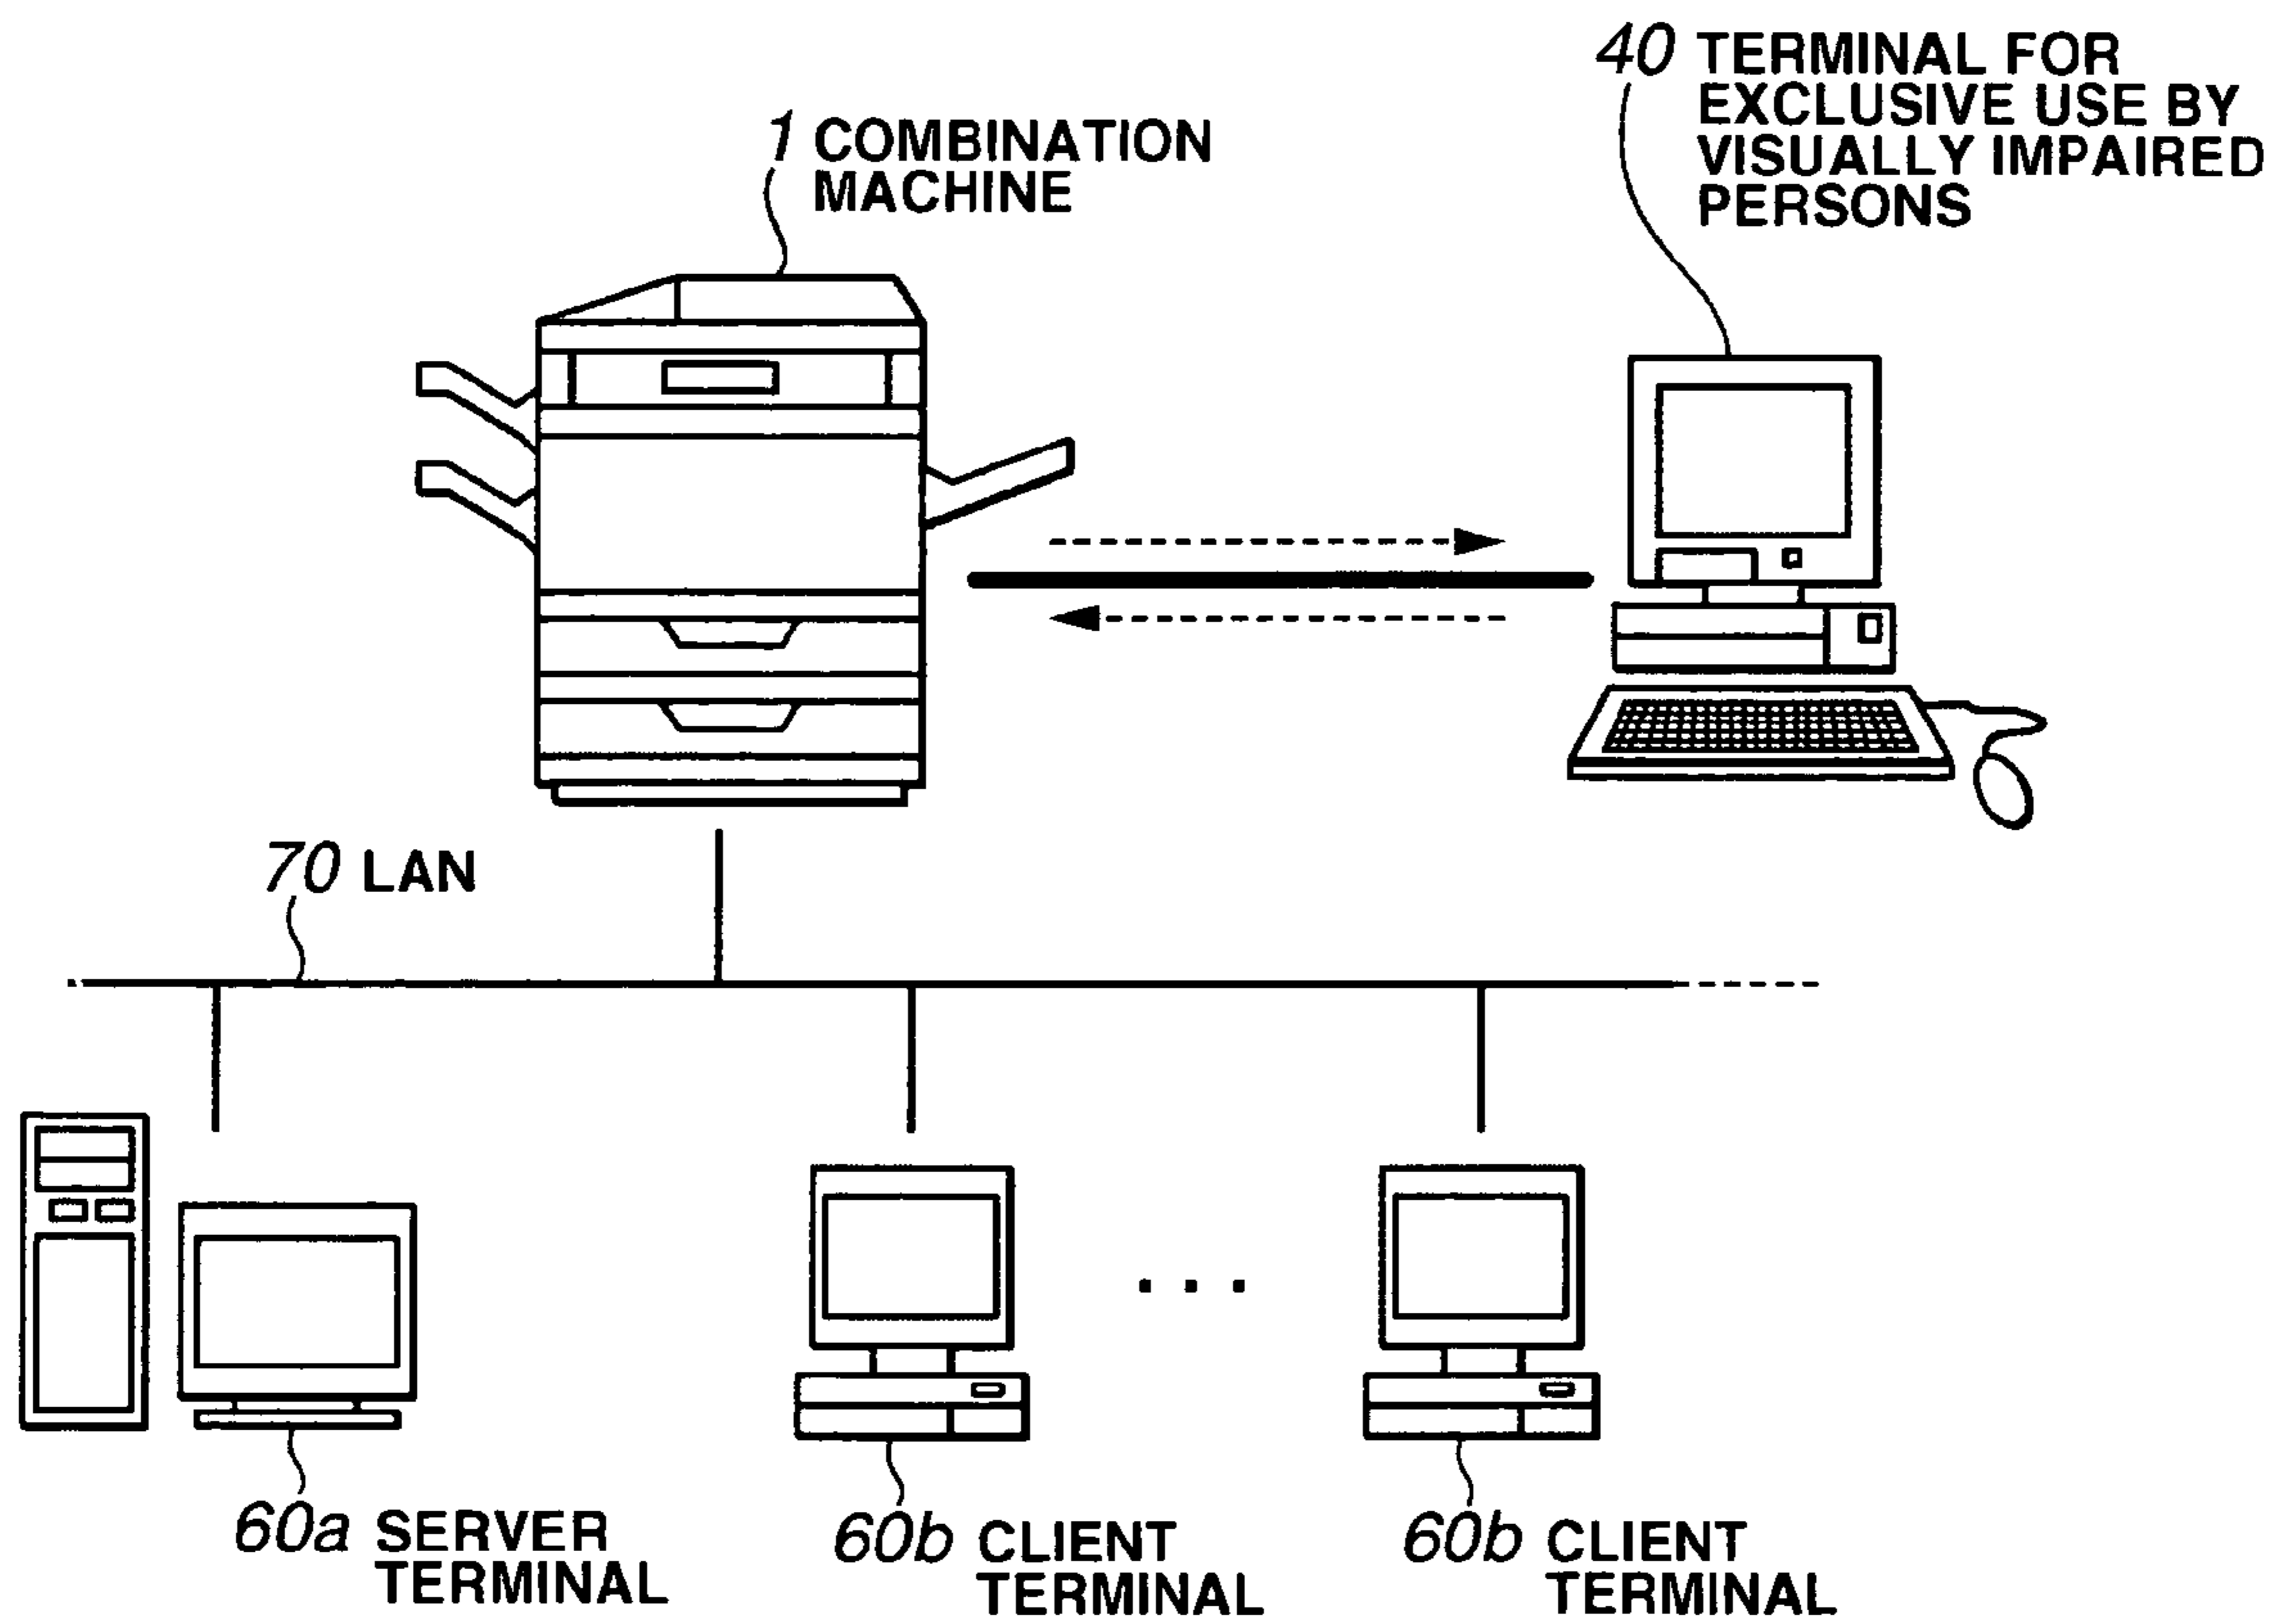 40 TERMINAL FOR
EXCLUSIVE USE BY
VISUALLY IMPAIRED
PERSONS
1 COMBINATION
MACHINE
70 LAN
60a SERVER
TERMINAL
60b CLIENT
TERMINAL
60b CLIENT
TERMINAL